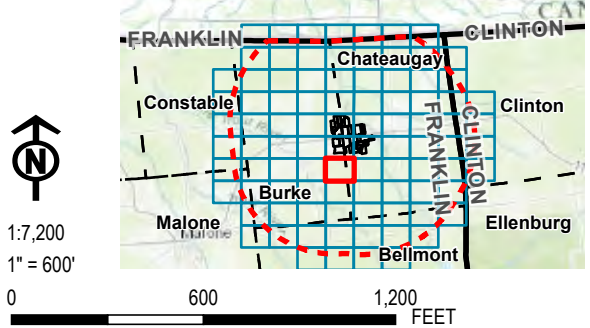 CAN
FRANKLIN
CLINTON
Chateaugay
Constable
Clinton
FRANKLIN
CLINTON
N
Burke
1:7,200
Malone
Malone
Ellenburg
1" = 600'
Bellmont
0 600 1,200
FEET